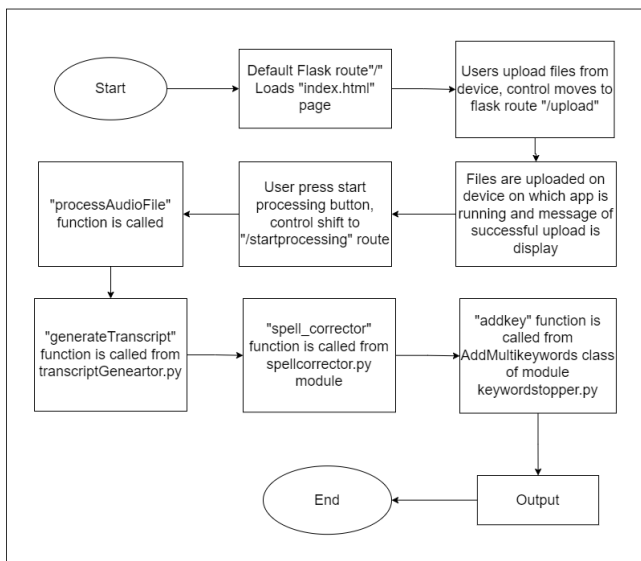 Start
Default Flask route"/"
Loads "index.html"
page
Users upload files from
device, control moves to
flask route "/upload"
Files are uploaded on
device on which app is
running and message of
successful upload is
display
User press start
processing button,
control shift to
"/startprocessing" route
"processAudioFile"
function is called
"generateTranscript"
function is called from
transcriptGeneartor.py
"spell_corrector"
function is called from
spellcorrector.py
module
"addkey" function is
called from
AddMultikeywords class
of module
keywordstopper.py
Output
End